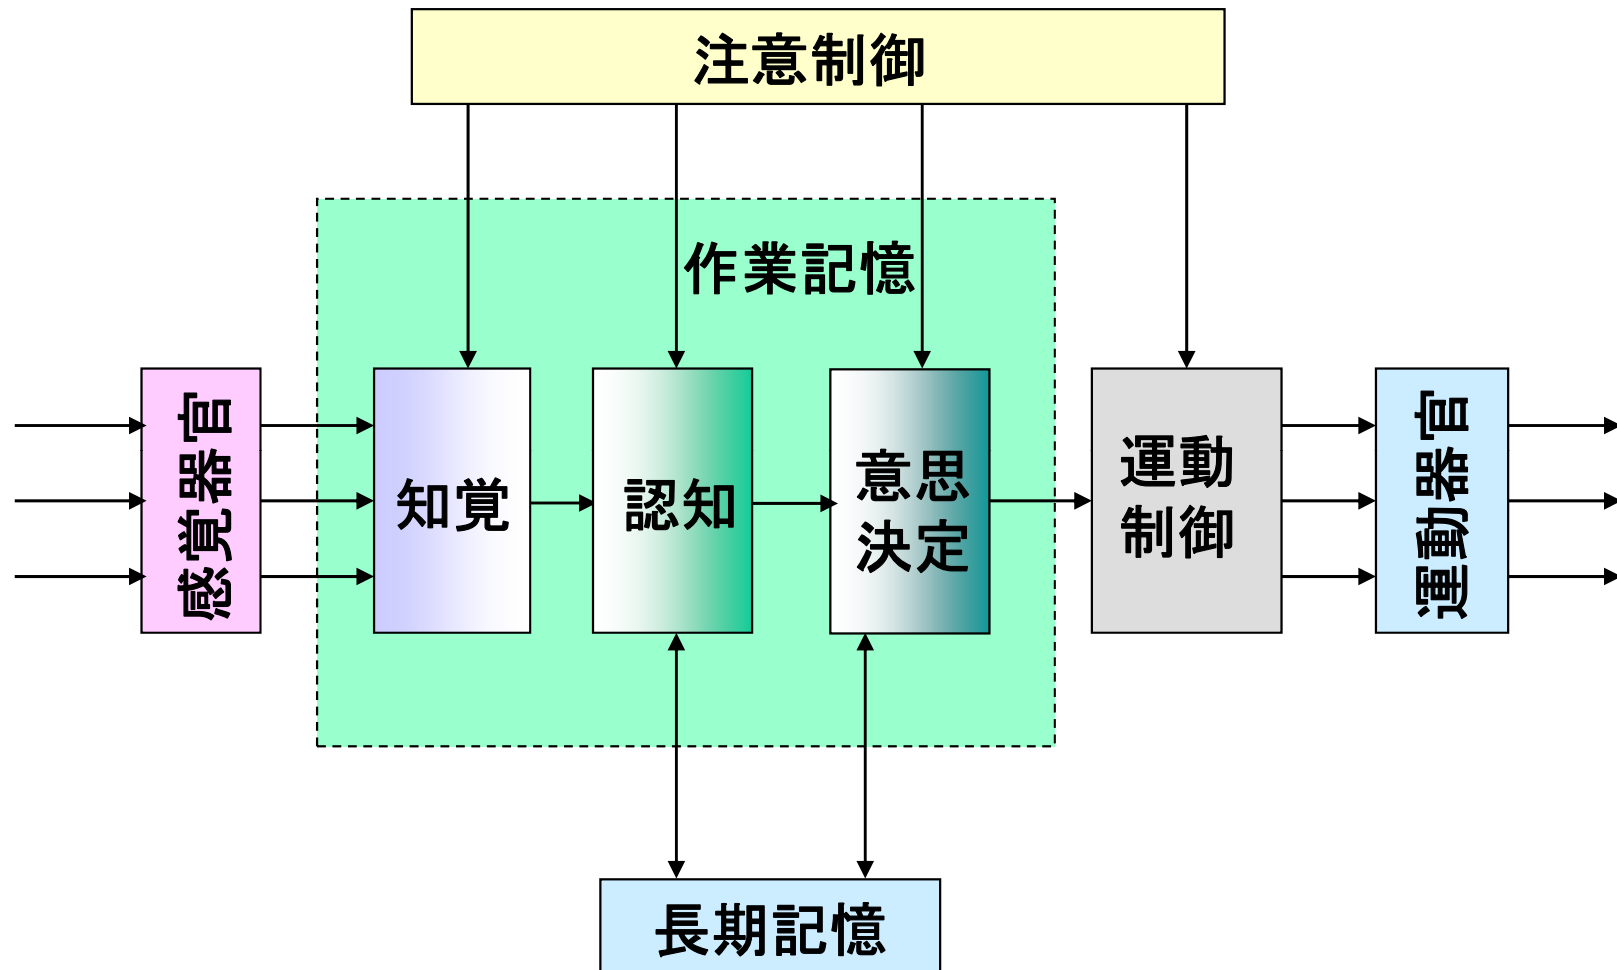 注意制御
作業記憶
感覚器官
知覚
認知
意思
決定
運動
制御
運動器官
長期記憶